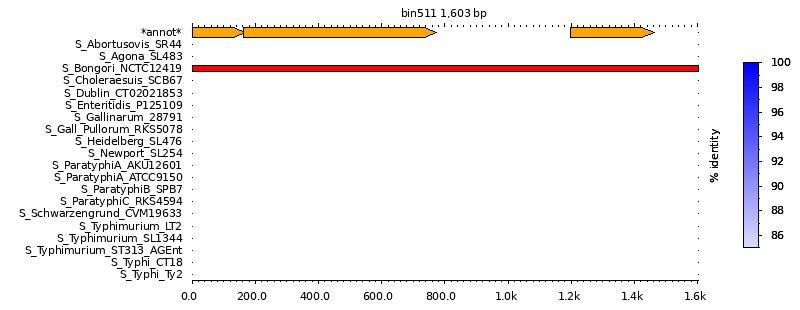 bin511 1,603 bp
*annot*
S_Abortusovis_SR44
S_Agona_SL483
S_Bongori_NCTC12419
S_Choleraesuis_SCB67
S_Dublin_CT02021853
S_Enteritidis_P125109
S_Gallinarum_28791
S_Gall_Pullorum_RKS5078
S_Heidelberg_SL476
S_Newport_SL254
S_ParatyphiA_AKU12601
S_ParatyphiA_ATCC9150
S_ParatyphiB_SPB7
S_ParatyphiC_RKS4594
S_Schwarzengrund_CVM19633
S_Typhimurium_LT2
S_Typhimurium_SL1344
S_Typhimurium_ST313_AGEnt
S_Typhi_CT18
S_Typhi_Ty2
0.0 200.0 400.0 600.0 800.0 1.0k 1.2k 1.4k 1.6k
% identity
100
98
96
94
92
90
88
86